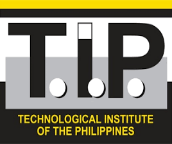 T.I.P
TECHNOLOGICAL INSTITUTE
OF THE PHILIPPINES